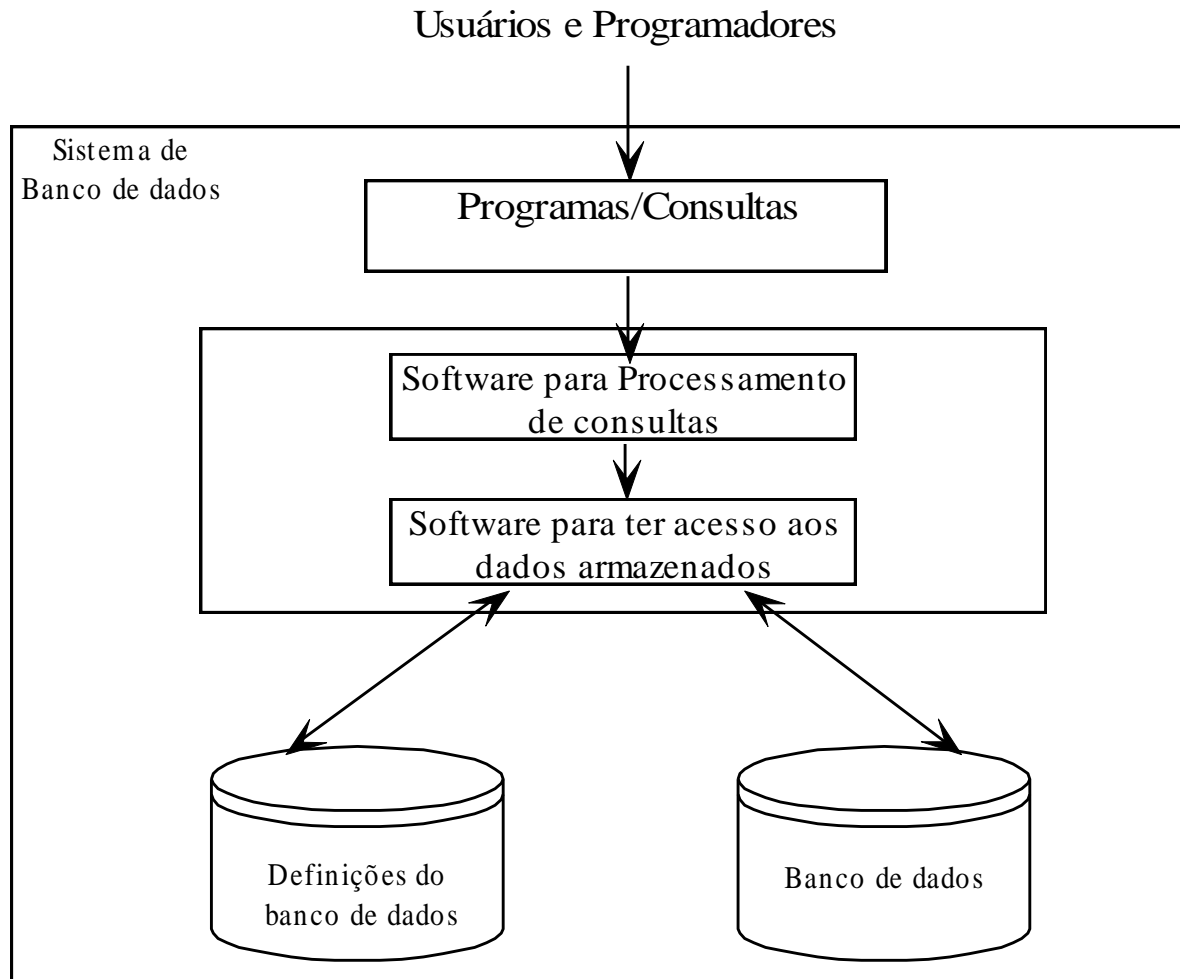 Usuários e Programadores
Sistema de
Banco de dados
Programas/Consultas
Software para Processamento
de consultas
Software para ter acesso aos
dados armazenados
Definições do
banco de dados
Banco de dados